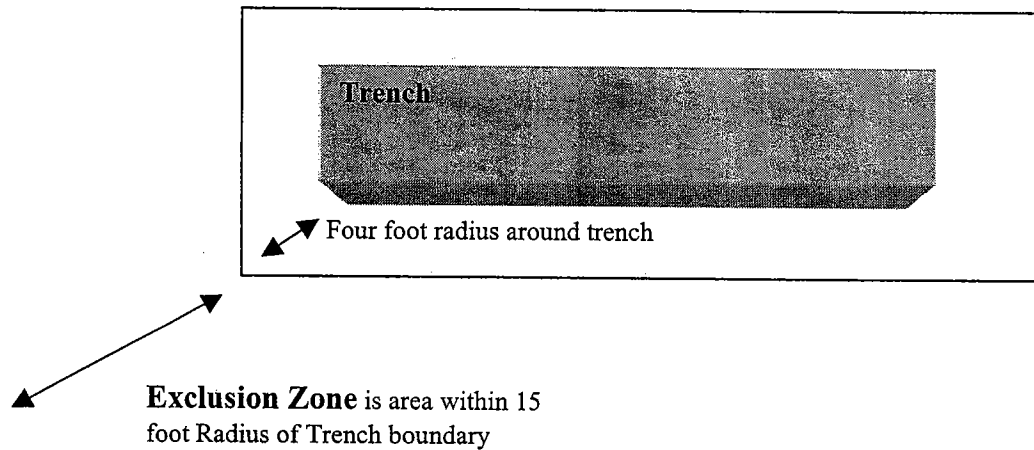 Trench
Four foot radius around trench
Exclusion Zone is area within 15
foot Radius of Trench boundary